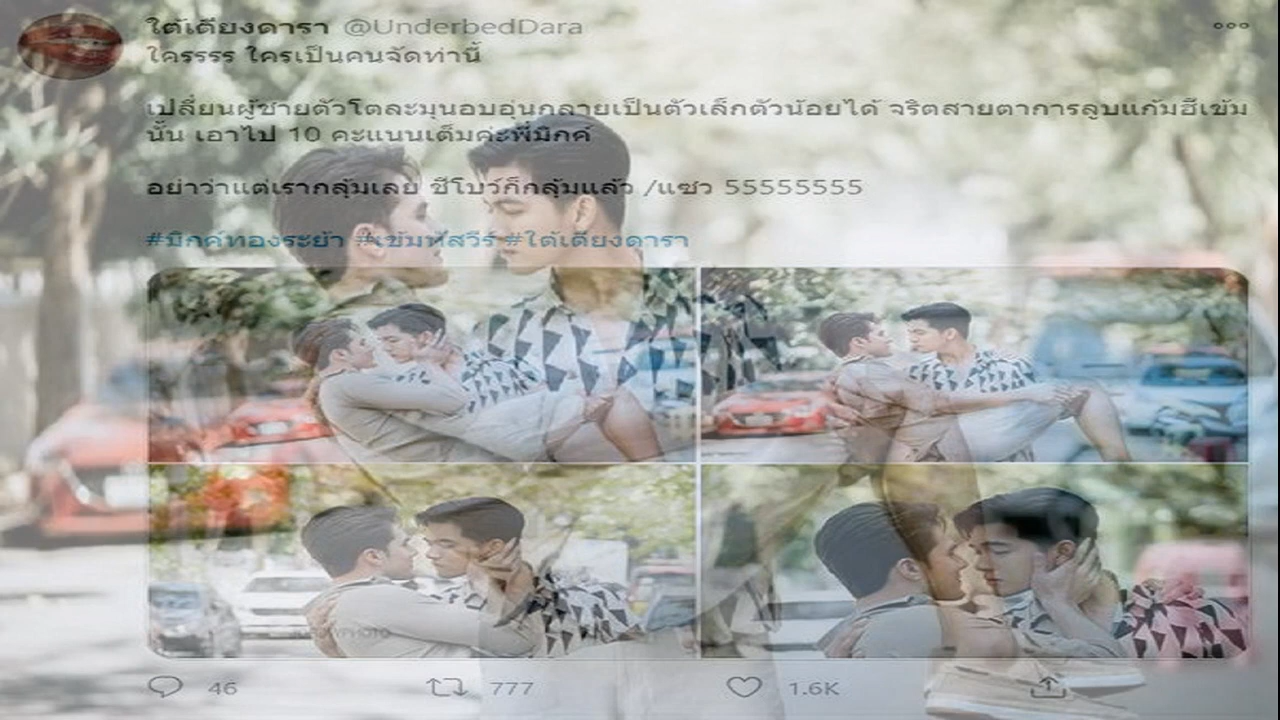 ใต้เตียงดารา @UnderbedDara
ใครรรร ใครเป็นคนจัดท่านี้
เปลี่ยนผู้ชายตัวโตละมุนอบอุ่นกลายเป็นตัวเล็กตัวน้อยได้ จริตสายตาการลูบแก้มฮีเข้ม
นั้น เอาไป 10 คะแนนเต็มค่ะพี่มิกค์
อย่าว่าแต่เรากลุ้มเลย ชีโบว์ก็กลุ้มแล้ว /แซว 55555555
#มิกค์ทองระย้า #เข้มหัสวีร์ #ใต้เตียงดารา
46 777 1.6K